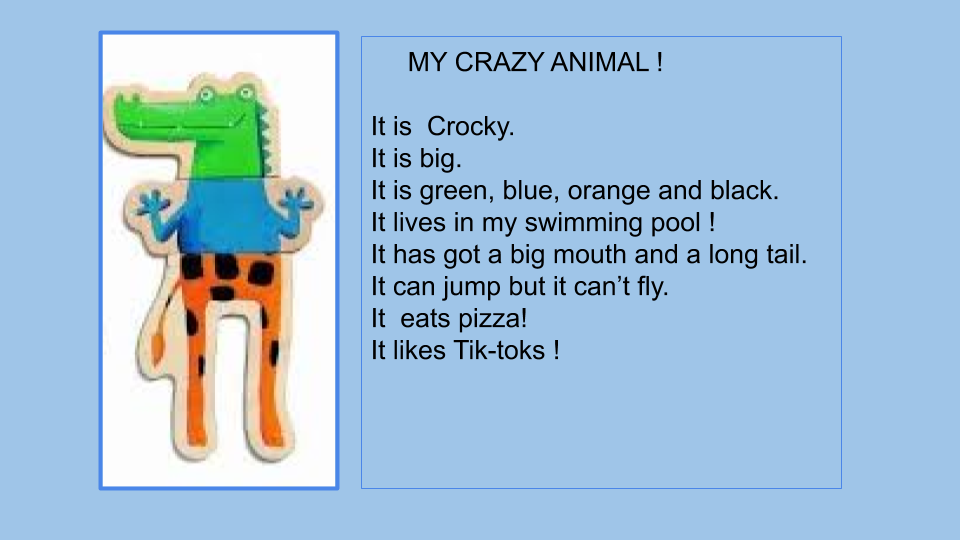 MY CRAZY ANIMAL !
It is  Crocky.
It is big.
It is green, blue, orange and black.
It lives in my swimming pool !
It has got a big mouth and a long tail.
It can jump but it can’t fly.
It  eats pizza!
It likes Tik-toks !